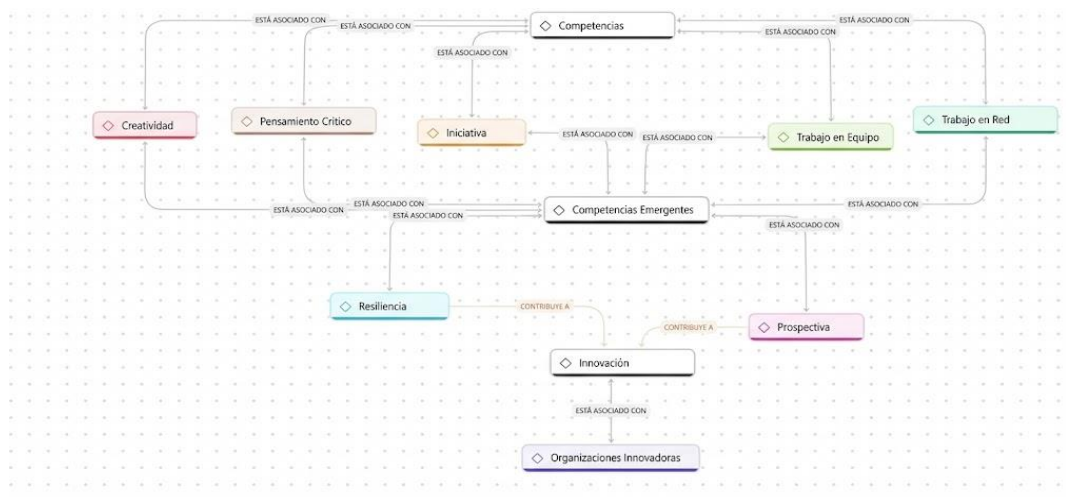 ESTÁ ASOCIADO CON
ESTÁ ASOCIADO CON
Competencias
ESTÁ ASOCIADO CON
ESTÁ ASOCIADO CON
ESTÁ ASOCIADO CON
Creatividad
Pensamiento Critico
Iniciativa
ESTÁ ASOCIADO CON
ESTÁ ASOCIADO CON
Trabajo en Equipo
Trabajo en Red
ESTÁ ASOCIADO CON
ESTÁ ASOCIADO CON
ESTÁ ASOCIADO CON
Competencias Emergentes
ESTÁ ASOCIADO CON
ESTÁ ASOCIADO CON
Resiliencia
CONTRIBUYE A
CONTRIBUYE A
Prospectiva
Innovación
ESTÁ ASOCIADO CON
Organizaciones Innovadoras